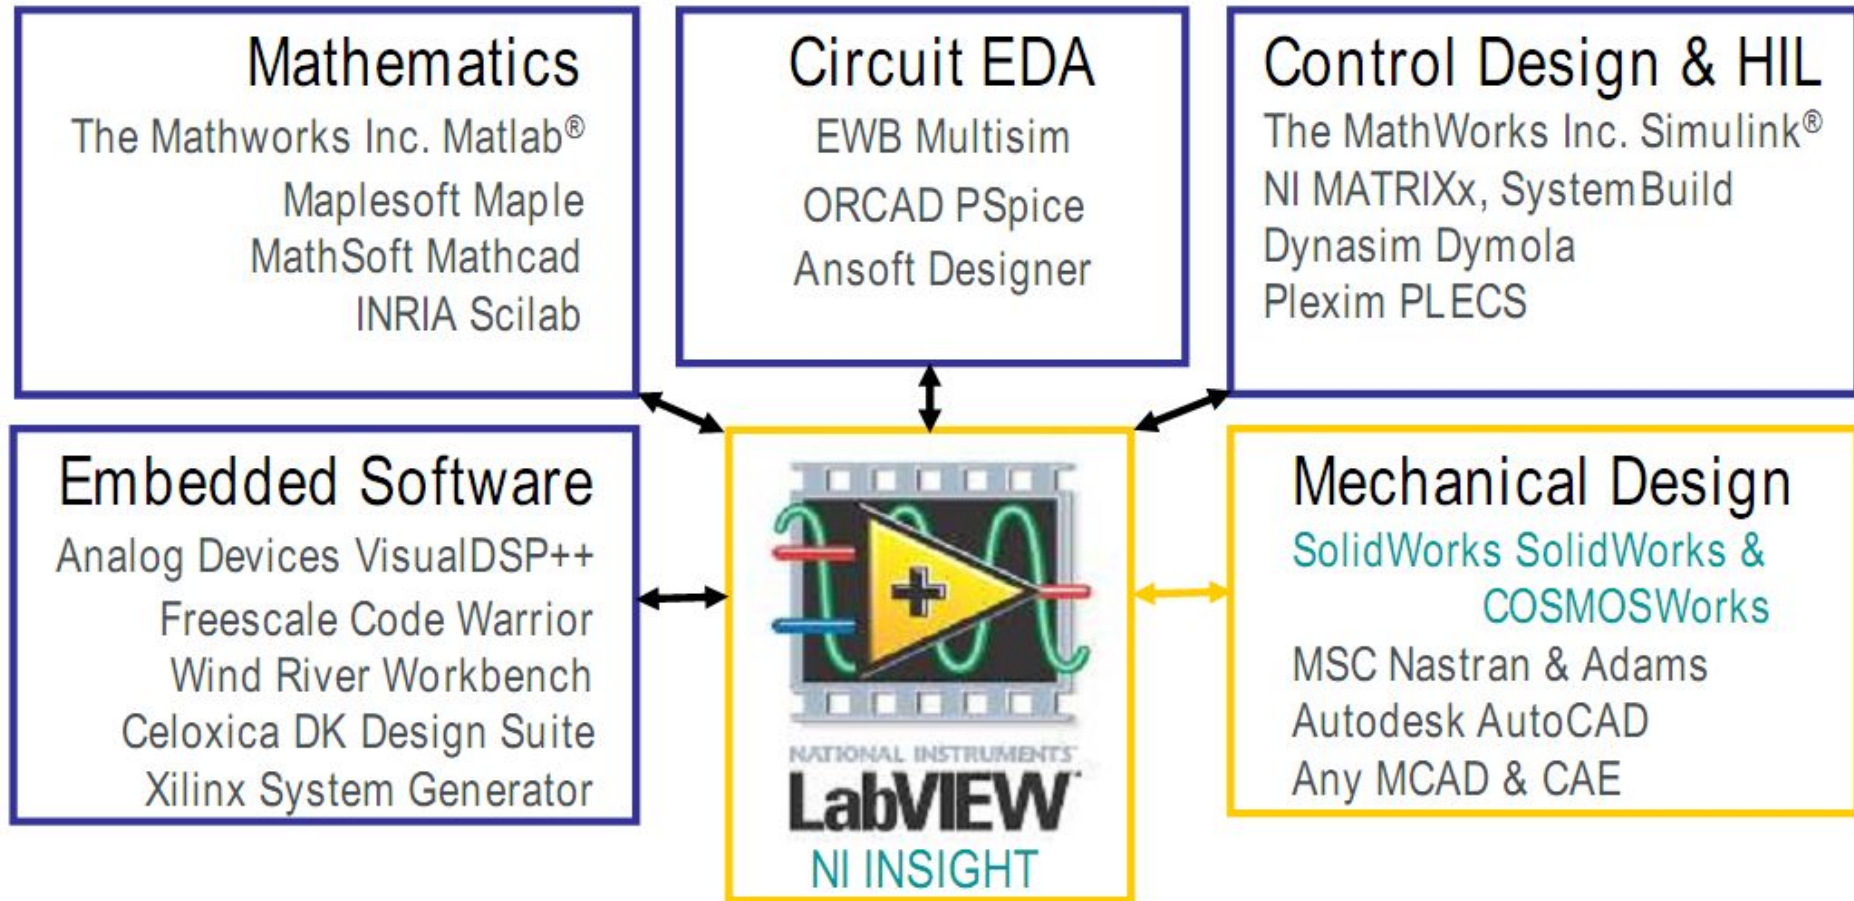 Mathematics
The Mathworks Inc. Matlab®
Maplesoft Maple
MathSoft Mathcad
INRIA Scilab
Circuit EDA
EWB Multisim
ORCAD PSpice
Ansoft Designer
Control Design & HIL
The MathWorks Inc. Simulink®
NI MATRIXx, SystemBuild
Dynasim Dymola
Plexim PLECS
Embedded Software
Analog Devices VisualDSP++
Freescale Code Warrior
Wind River Workbench
Celoxica DK Design Suite
Xilinx System Generator
NATIONAL INSTRUMENTS
LabVIEW
NI INSIGHT
Mechanical Design
SolidWorks SolidWorks &
COSMOSWorks
MSC Nastran & Adams
Autodesk AutoCAD
Any MCAD & CAE